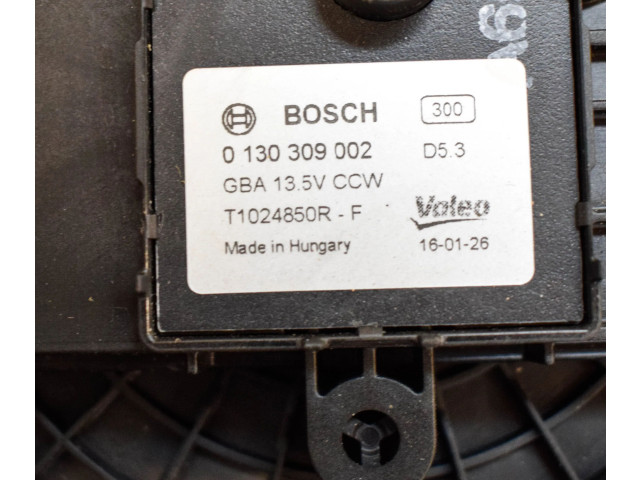 BOSCH 300
0 130 309 002 D5.3
GBA 13.5V CCW
T1024850R - F Valeo
Made in Hungary 16-01-26